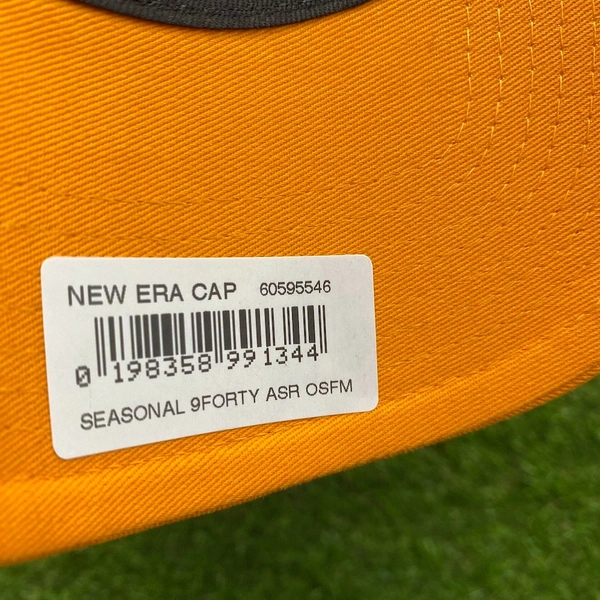 NEW ERA CAP 60595546
0 198358 991344
SEASONAL 9FORTY ASR OSFM